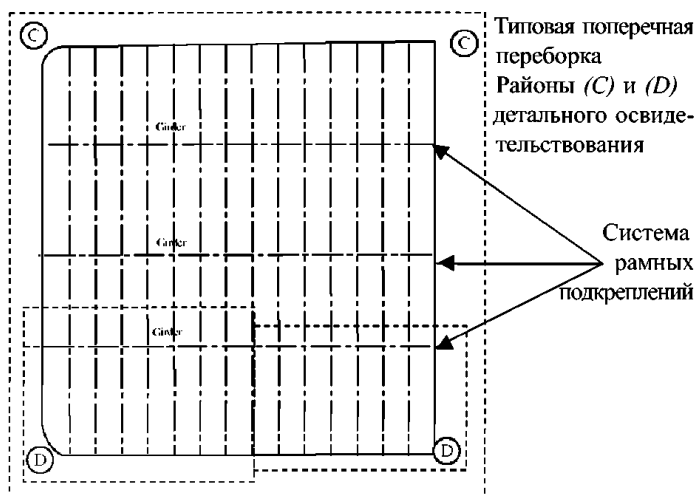 C
C
Типовая поперечная
переборка
Районы (C) и (D)
детального освиде-
тельствования
Girder
Girder
Система
рамных
подкреплений
Girder
D
D